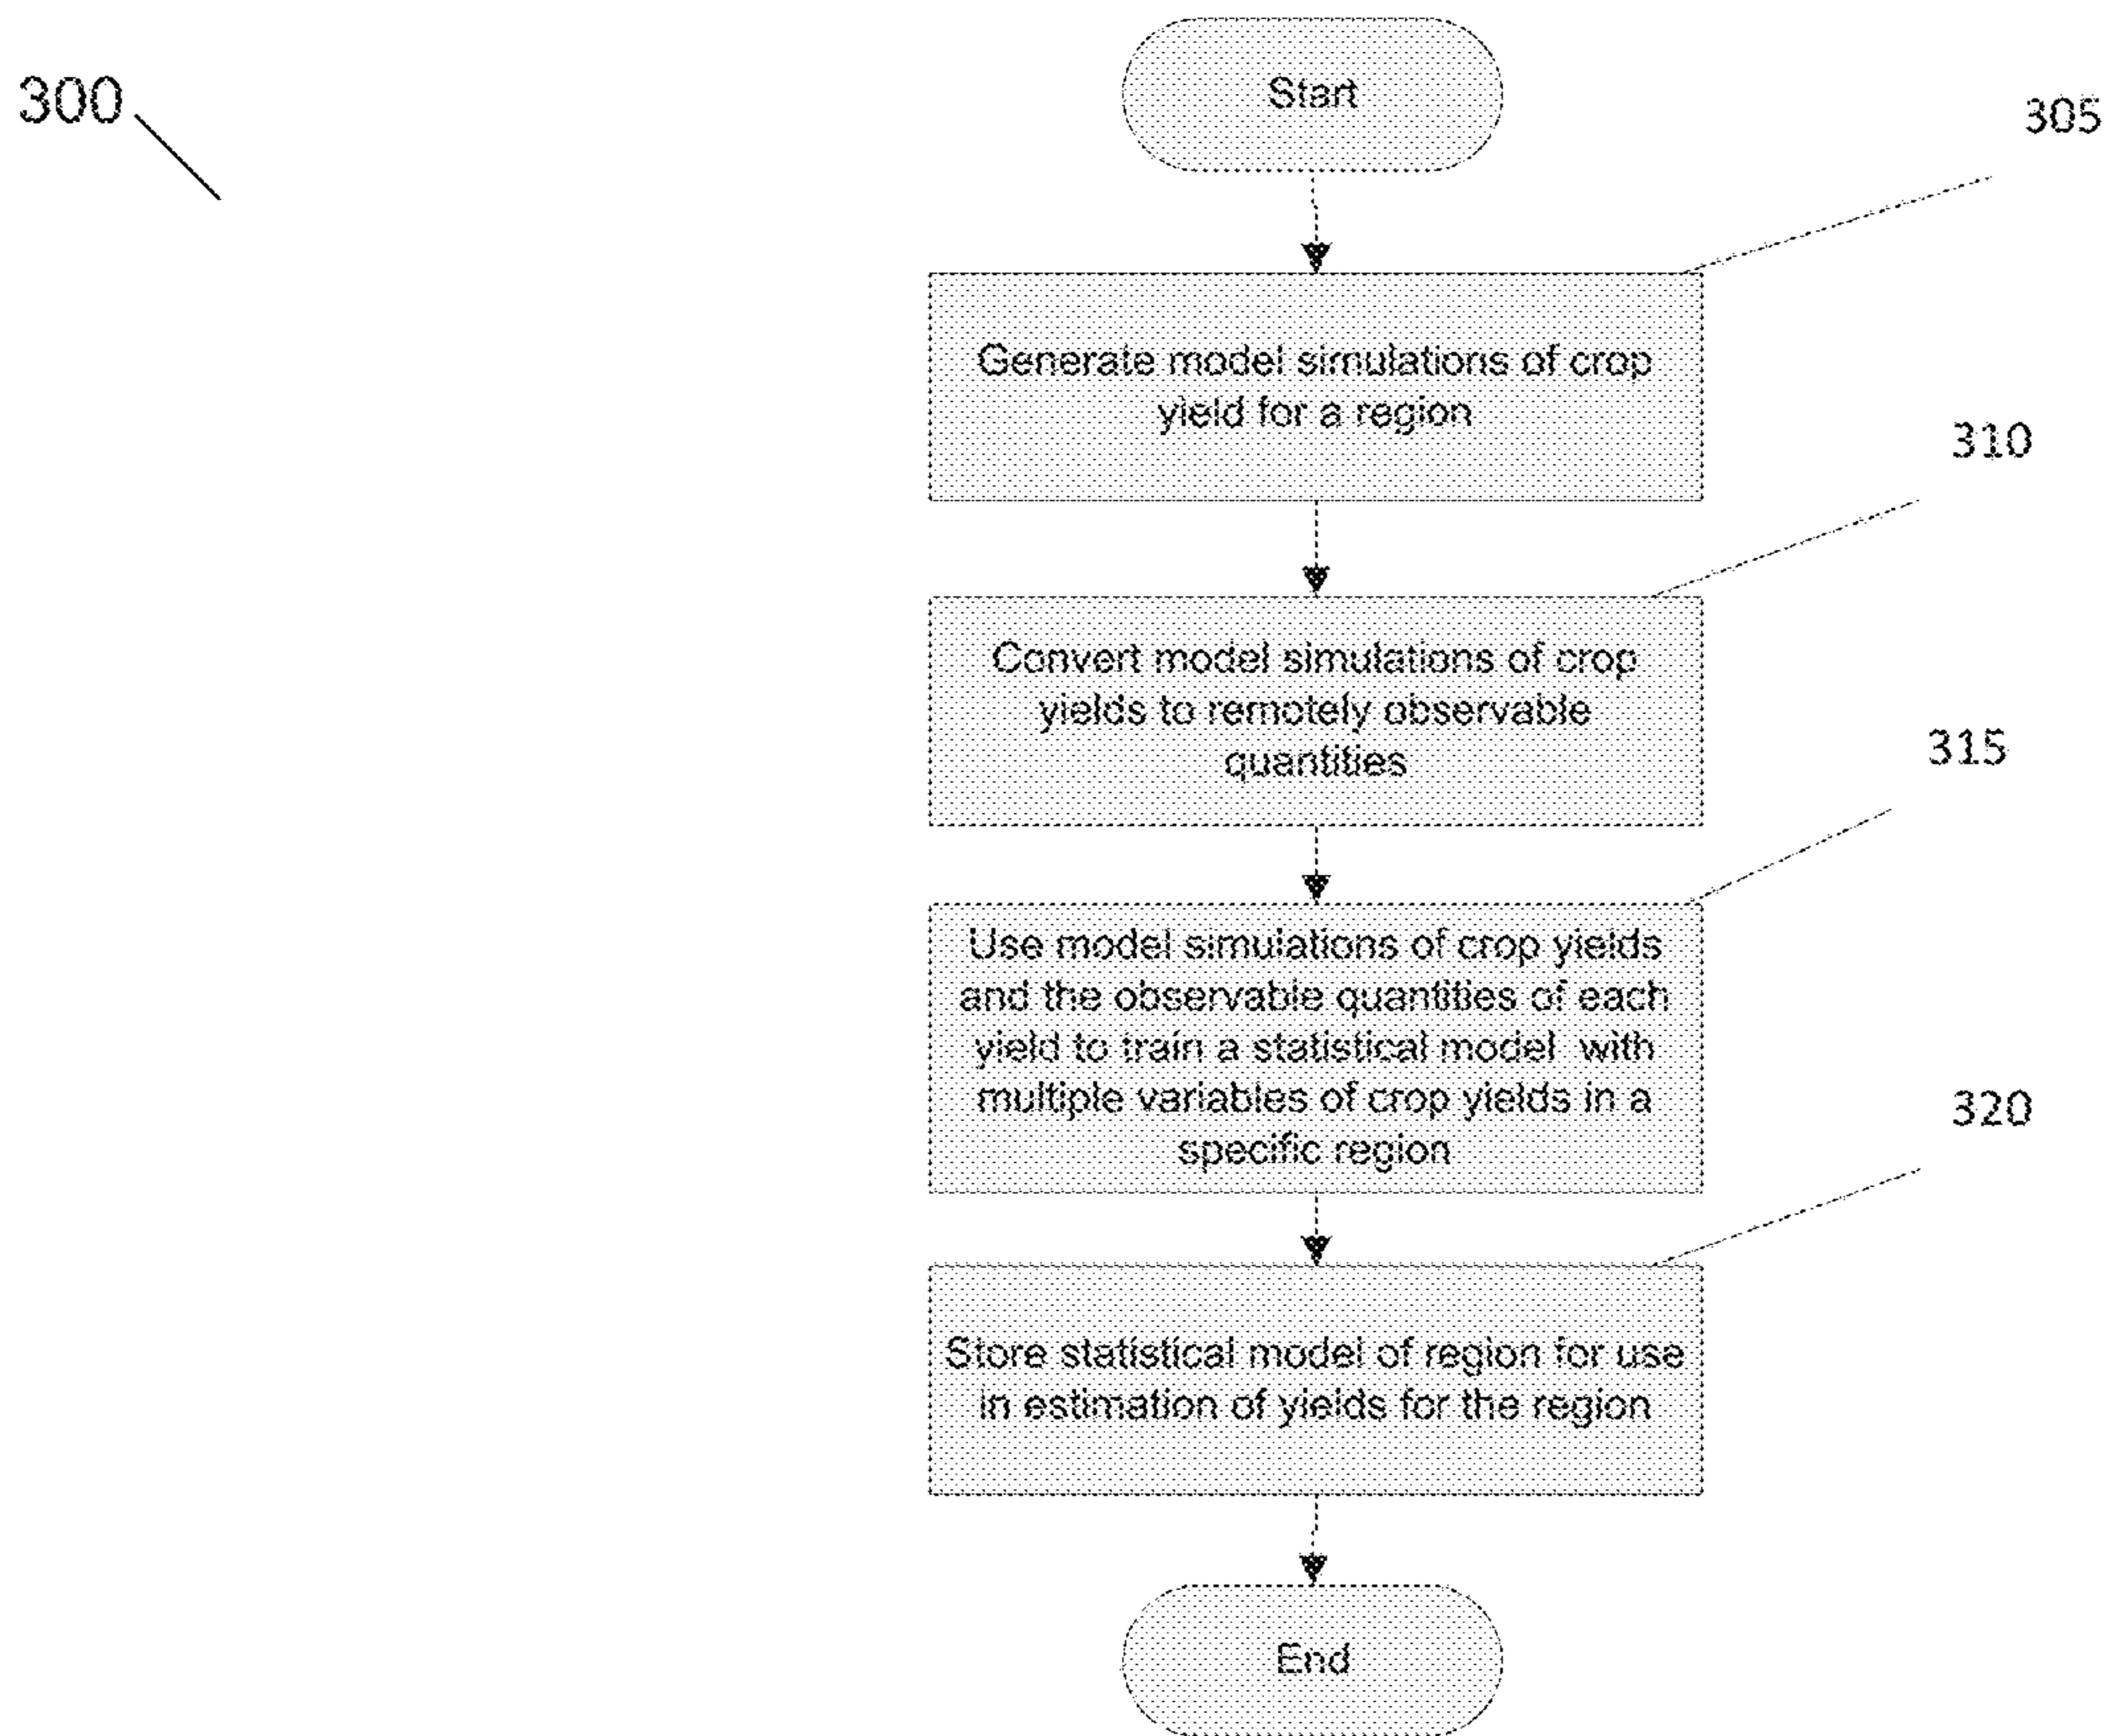 300
Start
305
Generate model simulations of crop
yield for a region
310
Convert model simulations of crop
yields to remotely observable
quantities
315
Use model simulations of crop yields
and the observable quantities of each
yield to train a statistical model with
multiple variables of crop yields in a
specific region
320
Store statistical model of region for use
in estimation of yields for the region
End